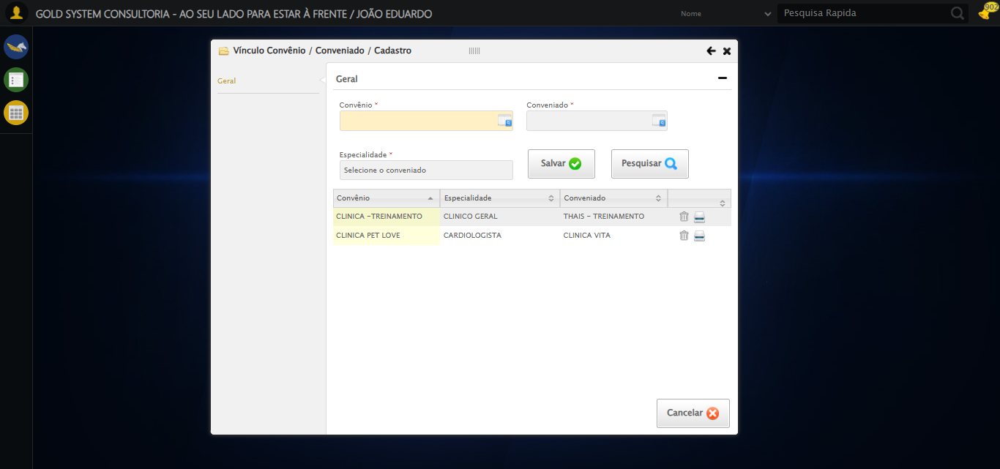 GOLD SYSTEM CONSULTORIA - AO SEU LADO PARA ESTAR À FRENTE / JOÃO EDUARDO
Nome
Pesquisa Rapida
902
Vínculo Convênio / Conveniado / Cadastro
Geral
Geral
Convênio *
Conveniado *
Especialidade *
Selecione o conveniado
Salvar
Pesquisar
Convênio
Especialidade
Conveniado
CLINICA -TREINAMENTO
CLINICO GERAL
THAIS - TREINAMENTO
CLINICA PET LOVE
CARDIOLOGISTA
CLINICA VITA
Cancelar